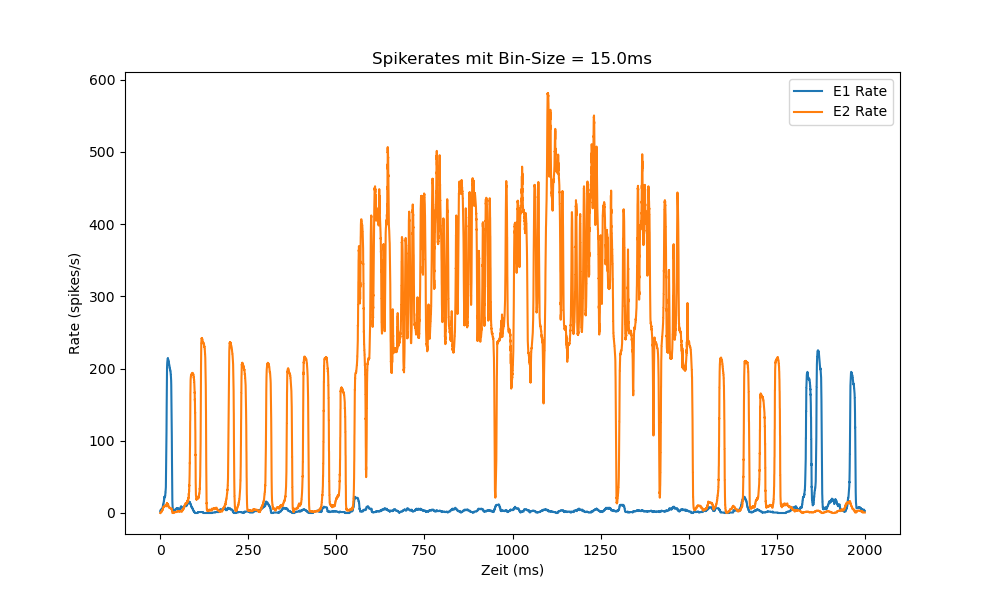 Spikerates mit Bin-Size = 15.0ms
E1 Rate
E2 Rate
600
500
400
300
200
100
0
Rate (spikes/s)
0 250 500 750 1000 1250 1500 1750 2000
Zeit (ms)